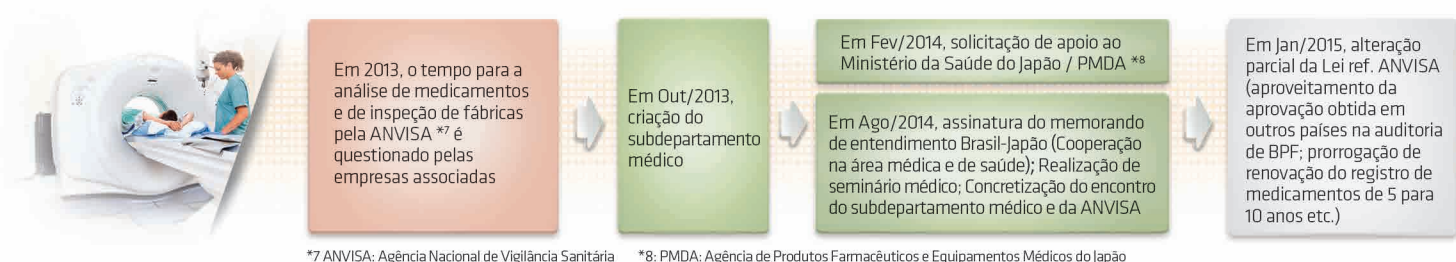 Em 2013, o tempo para a
análise de medicamentos
e de inspeção de fábricas
pela ANVISA *7 é
questionado pelas
empresas associadas
Em Out/2013,
criação do
subdepartamento
médico
Em Fev/2014, solicitação de apoio ao
Ministério da Saúde do Japão / PMDA *8
Em Ago/2014, assinatura do memorando
de entendimento Brasil-Japão (Cooperação
na área médica e de saúde); Realização de
seminário médico; Concretização do encontro
do subdepartamento médico e da ANVISA
Em Jan/2015, alteração
parcial da Lei ref. ANVISA
(aproveitamento da
aprovação obtida em
outros países na auditoria
de BPF; prorrogação de
renovação do registro de
medicamentos de 5 para
10 anos etc.)
*7 ANVISA: Agência Nacional de Vigilância Sanitária *8: PMDA: Agência de Produtos Farmacêuticos e Equipamentos Médicos do Japão